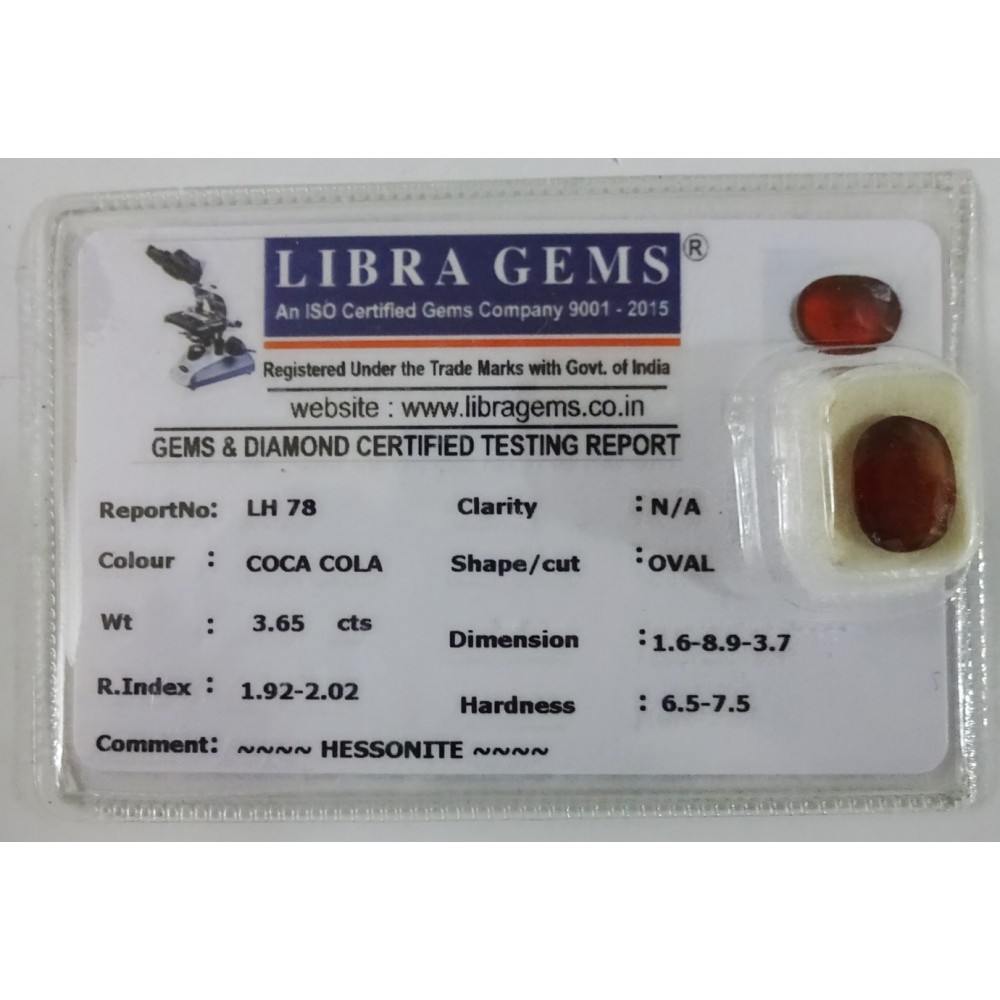 LIBRA GEMS ®
An ISO Certified Gems Company 9001 - 2015
Registered Under the Trade Marks with Govt. of India
website : www.libragems.co.in
GEMS & DIAMOND CERTIFIED TESTING REPORT
ReportNo: LH 78 Clarity : N/A
Colour : COCA COLA Shape/cut : OVAL
Wt : 3.65 cts Dimension : 1.6-8.9-3.7
R.Index : 1.92-2.02 Hardness : 6.5-7.5
Comment: ~~~~ HESSONITE ~~~~